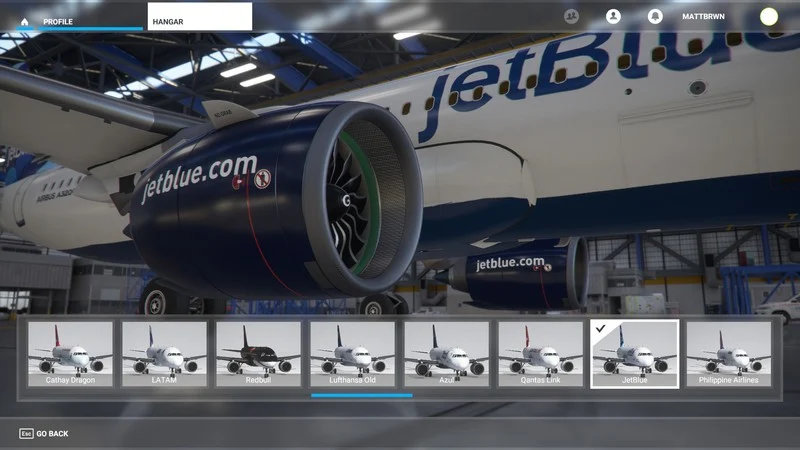 PROFILE
HANGAR
MATTBRWN
jetBlue
jetblue.com
AIRBUS A320
jetblue.com
Cathay Dragon
LATAM
Redbull
Lufthansa Old
Azul
Qantas Link
JetBlue
Philippine Airlines
Esc GO BACK